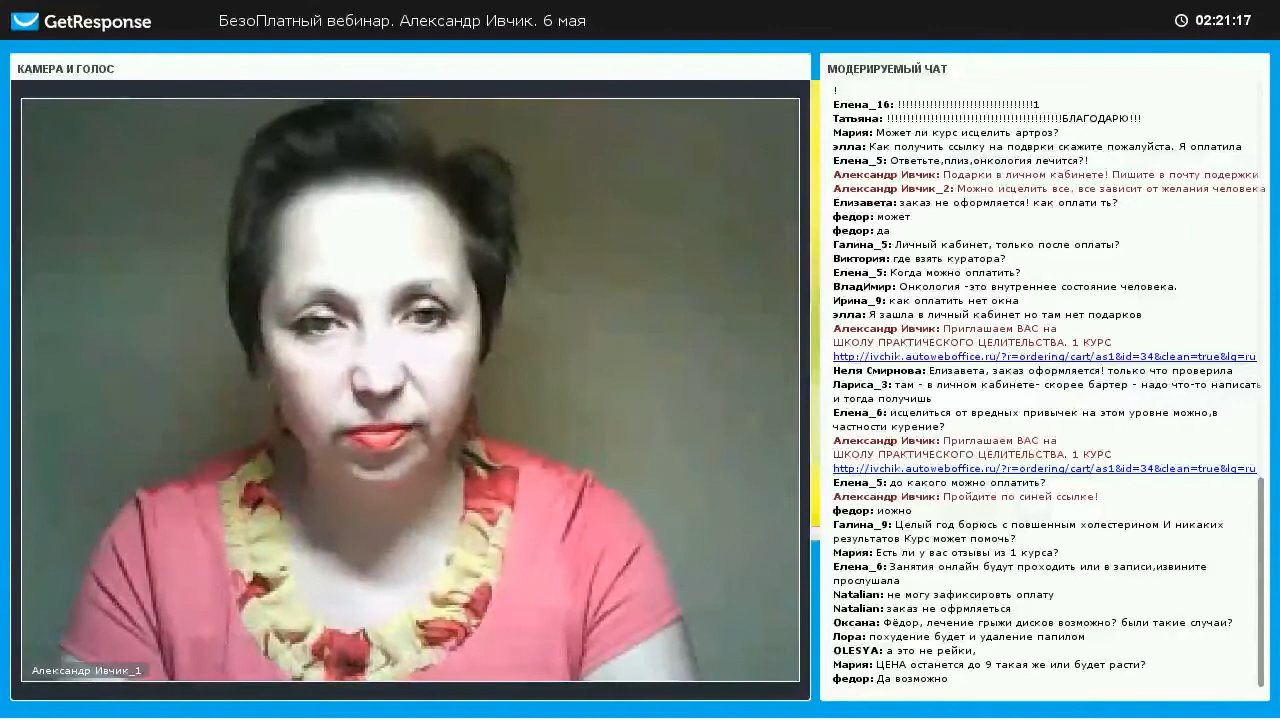 GetResponse
БезоПлатный вебинар. Александр Ивчик. 6 мая
02:21:17
КАМЕРА И ГОЛОС
Александр Ивчик_1
МОДЕРИРУЕМЫЙ ЧАТ
!
Елена_16: !!!!!!!!!!!!!!!!!!!!!!!!!!!!!!!!!!1
Татьяна: !!!!!!!!!!!!!!!!!!!!!!!!!!!!!!!!!!!!!!!!!!!!БЛАГОДАРЮ!!!
Мария: Может ли курс исцелить артроз?
элла: Как получить ссылку на подврки скажите пожалуйста. Я оплатила
Елена_5: Ответьте,плиз,онкология лечится?!
Александр Ивчик: Подарки в личном кабинете! Пишите в почту подержки
Александр Ивчик_2: Можно исцелить все, все зависит от желания человека
Елизавета: заказ не оформляется! как оплати ть?
федор: может
федор: да
Галина_5: Личный кабинет, только после оплаты?
Виктория: где взять куратора?
Елена_5: Когда можно оплатить?
ВладИмир: Онкология -это внутреннее состояние человека.
Ирина_9: как оплатить нет окна
элла: Я зашла в личный кабинет но там нет подарков
Александр Ивчик: Приглашаем ВАС на
ШКОЛУ ПРАКТИЧЕСКОГО ЦЕЛИТЕЛЬСТВА. 1 КУРС
http://ivchik.autoweboffice.ru/?r=ordering/cart/as1&id=34&clean=true&lg=ru
Неля Смирнова: Елизавета, заказ оформляется! только что проверила
Лариса_3: там - в личном кабинете- скорее бартер - надо что-то написать
и тогда получишь
Елена_6: исцелиться от вредных привычек на этом уровне можно,в
частности курение?
Александр Ивчик: Приглашаем ВАС на
ШКОЛУ ПРАКТИЧЕСКОГО ЦЕЛИТЕЛЬСТВА. 1 КУРС
http://ivchik.autoweboffice.ru/?r=ordering/cart/as1&id=34&clean=true&lg=ru
Елена_5: до какого можно оплатить?
Александр Ивчик: Пройдите по синей ссылке!
федор: иожно
Галина_9: Целый год борюсь с повшенным холестерином И никаких
результатов Курс может помочь?
Мария: Есть ли у вас отзывы из 1 курса?
Елена_6: Занятия онлайн будут проходить или в записи,извините
прослушала
Natalian: не могу зафиксировть оплату
Natalian: заказ не офрмляеться
Оксана: Фёдор, лечение грыжи дисков возможно? были такие случаи?
Лора: похудение будет и удаление папилом
OLESYA: а это не рейки,
Мария: ЦЕНА останется до 9 такая же или будет расти?
федор: Да возможно